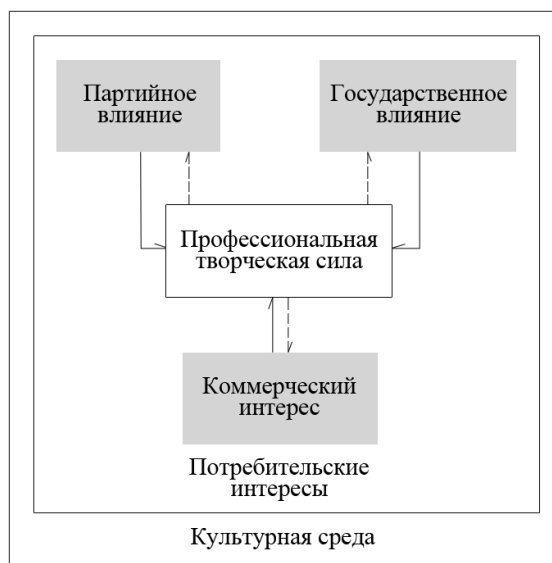 Партийное
влияние
Государственное
влияние
Профессиональная
творческая сила
Коммерческий
интерес
Потребительские
интересы
Культурная среда